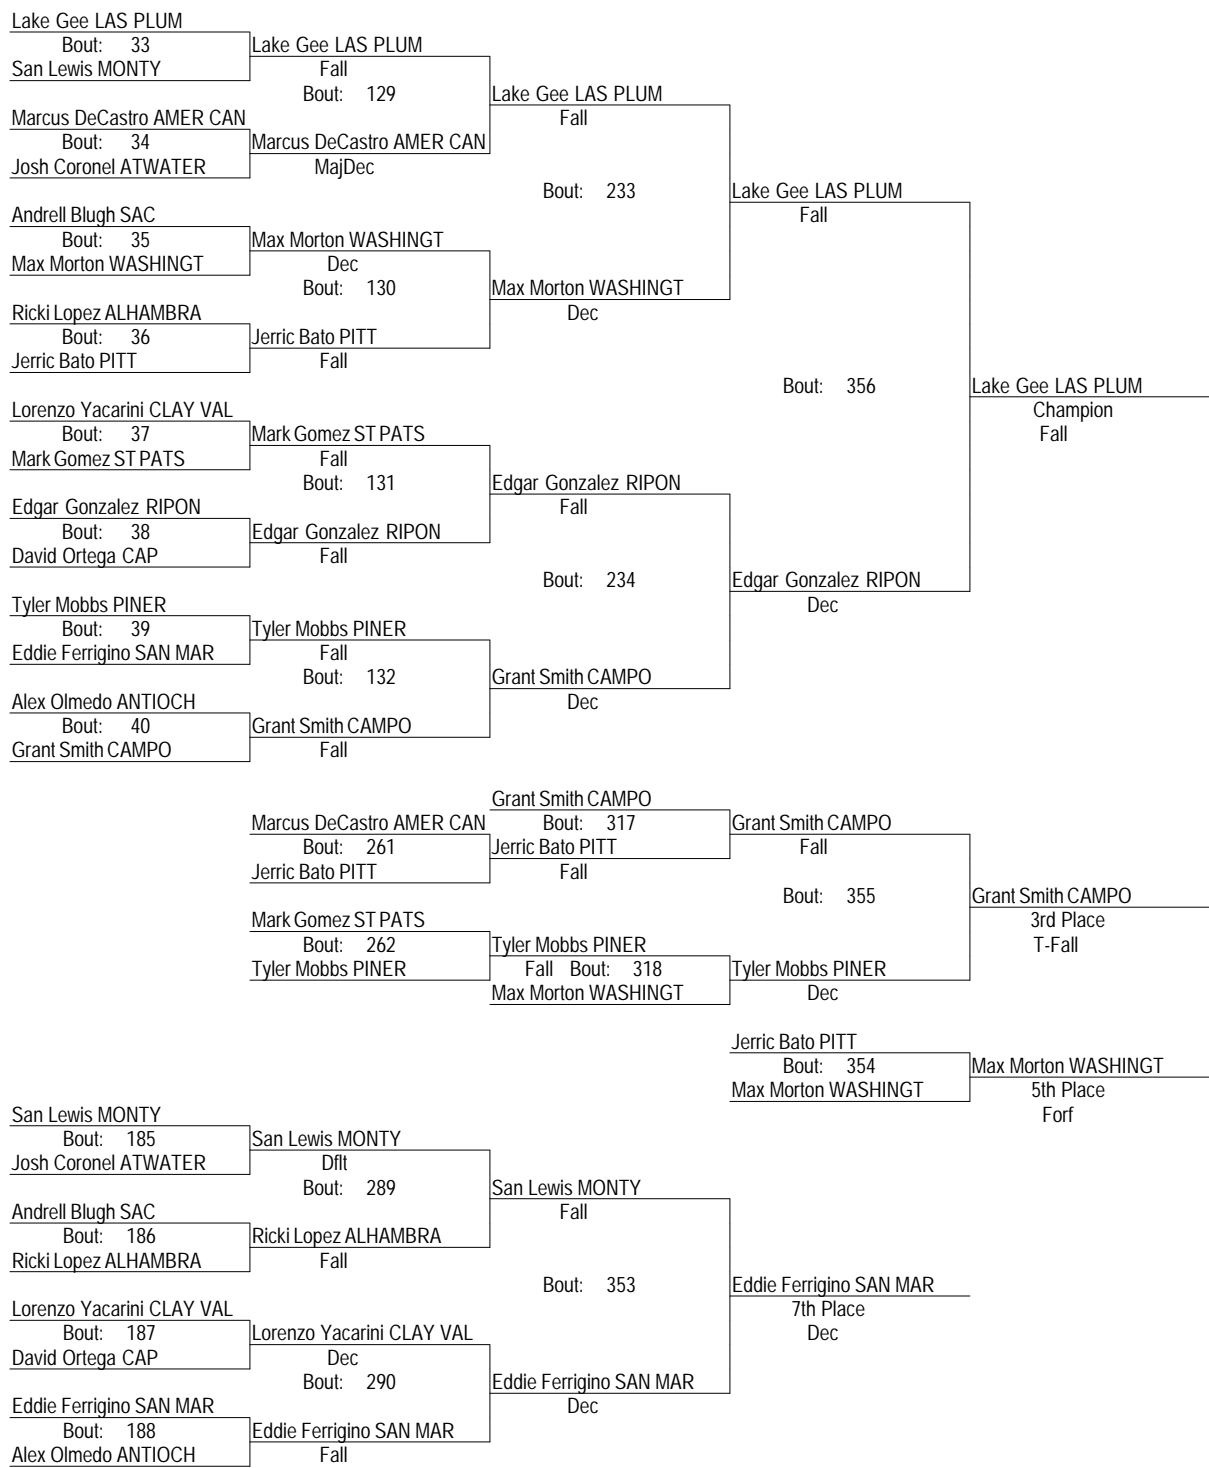 Lake Gee LAS PLUM
Bout: 33
San Lewis MONTY
Lake Gee LAS PLUM
Fall
Bout: 129
Marcus DeCastro AMER CAN
Bout: 34
Josh Coronel ATWATER
Marcus DeCastro AMER CAN
MajDec
Lake Gee LAS PLUM
Fall
Bout: 233
Andrell Blugh SAC
Bout: 35
Max Morton WASHINGT
Max Morton WASHINGT
Dec
Bout: 130
Ricki Lopez ALHAMBRA
Bout: 36
Jerric Bato PITT
Jerric Bato PITT
Fall
Max Morton WASHINGT
Dec
Lake Gee LAS PLUM
Fall
Bout: 356
Lake Gee LAS PLUM
Champion
Fall
Lorenzo Yacarini CLAY VAL
Bout: 37
Mark Gomez ST PATS
Mark Gomez ST PATS
Fall
Bout: 131
Edgar Gonzalez RIPON
Bout: 38
David Ortega CAP
Edgar Gonzalez RIPON
Fall
Edgar Gonzalez RIPON
Fall
Bout: 234
Edgar Gonzalez RIPON
Dec
Tyler Mobbs PINER
Bout: 39
Eddie Ferrigino SAN MAR
Tyler Mobbs PINER
Fall
Bout: 132
Alex Olmedo ANTIOCH
Bout: 40
Grant Smith CAMPO
Grant Smith CAMPO
Fall
Grant Smith CAMPO
Dec
Grant Smith CAMPO
Bout: 317
Marcus DeCastro AMER CAN
Bout: 261
Jerric Bato PITT
Jerric Bato PITT
Fall
Grant Smith CAMPO
Fall
Bout: 355
Grant Smith CAMPO
3rd Place
T-Fall
Mark Gomez ST PATS
Bout: 262
Tyler Mobbs PINER
Tyler Mobbs PINER
Fall Bout: 318
Max Morton WASHINGT
Tyler Mobbs PINER
Dec
Jerric Bato PITT
Bout: 354
Max Morton WASHINGT
Max Morton WASHINGT
5th Place
Forf
San Lewis MONTY
Bout: 185
Josh Coronel ATWATER
San Lewis MONTY
Dflt
Bout: 289
Andrell Blugh SAC
Bout: 186
Ricki Lopez ALHAMBRA
Ricki Lopez ALHAMBRA
Fall
San Lewis MONTY
Fall
Bout: 353
Eddie Ferrigino SAN MAR
7th Place
Dec
Lorenzo Yacarini CLAY VAL
Bout: 187
David Ortega CAP
Lorenzo Yacarini CLAY VAL
Dec
Bout: 290
Eddie Ferrigino SAN MAR
Dec
Eddie Ferrigino SAN MAR
Bout: 188
Alex Olmedo ANTIOCH
Eddie Ferrigino SAN MAR
Fall